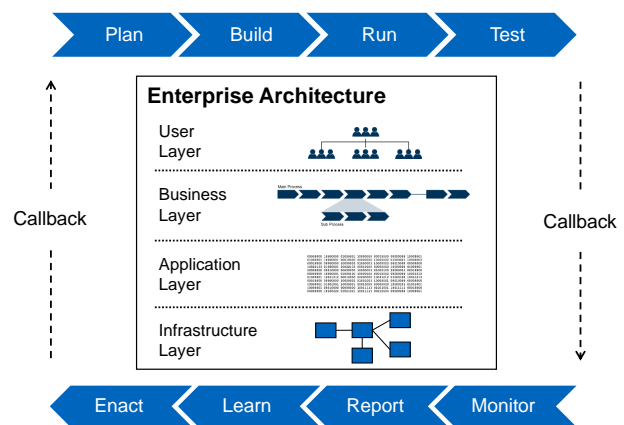 Plan
Build
Run
Test
Enterprise Architecture
User
Layer
Main Process
Business
Layer
Sub Process
Callback
Callback
Application
Layer
Infrastructure
Layer
Enact
Learn
Report
Monitor